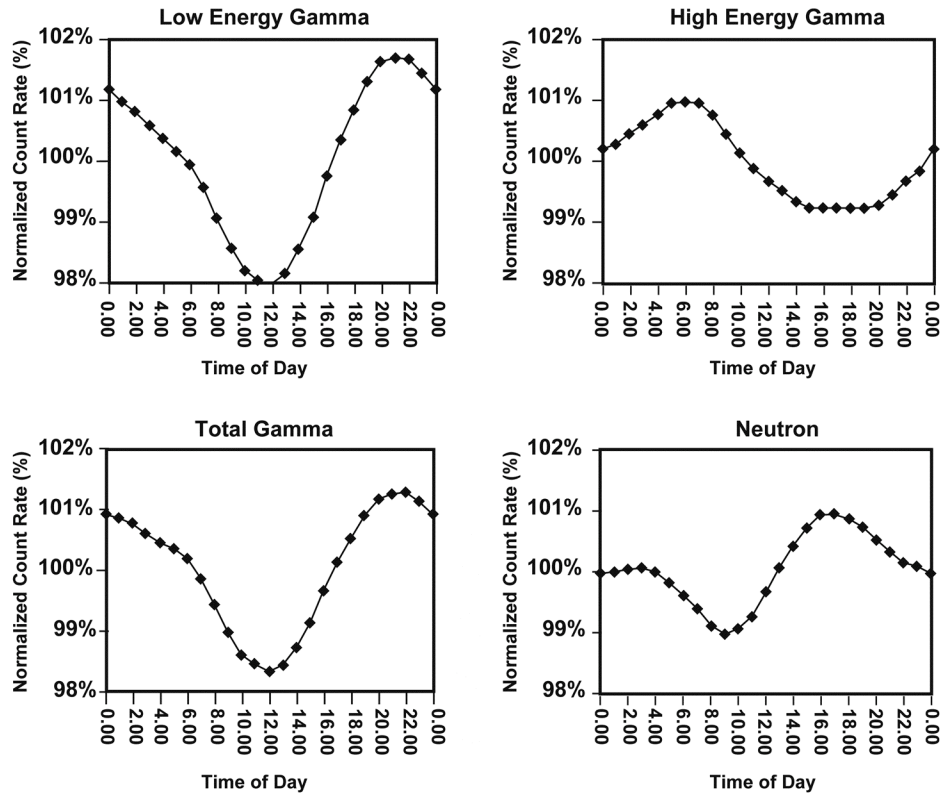 Low Energy Gamma
Normalized Count Rate (%)
102%
101%
100%
99%
98%
0.00 2.00 4.00 6.00 8.00 10.00 12.00 14.00 16.00 18.00 20.00 22.00 0.00
Time of Day
High Energy Gamma
Normalized Count Rate (%)
102%
101%
100%
99%
98%
0.00 2.00 4.00 6.00 8.00 10.00 12.00 14.00 16.00 18.00 20.00 22.00 0.00
Time of Day
Total Gamma
Normalized Count Rate (%)
102%
101%
100%
99%
98%
0.00 2.00 4.00 6.00 8.00 10.00 12.00 14.00 16.00 18.00 20.00 22.00 0.00
Time of Day
Neutron
Normalized Count Rate (%)
102%
101%
100%
99%
98%
0.00 2.00 4.00 6.00 8.00 10.00 12.00 14.00 16.00 18.00 20.00 22.00 0.00
Time of Day